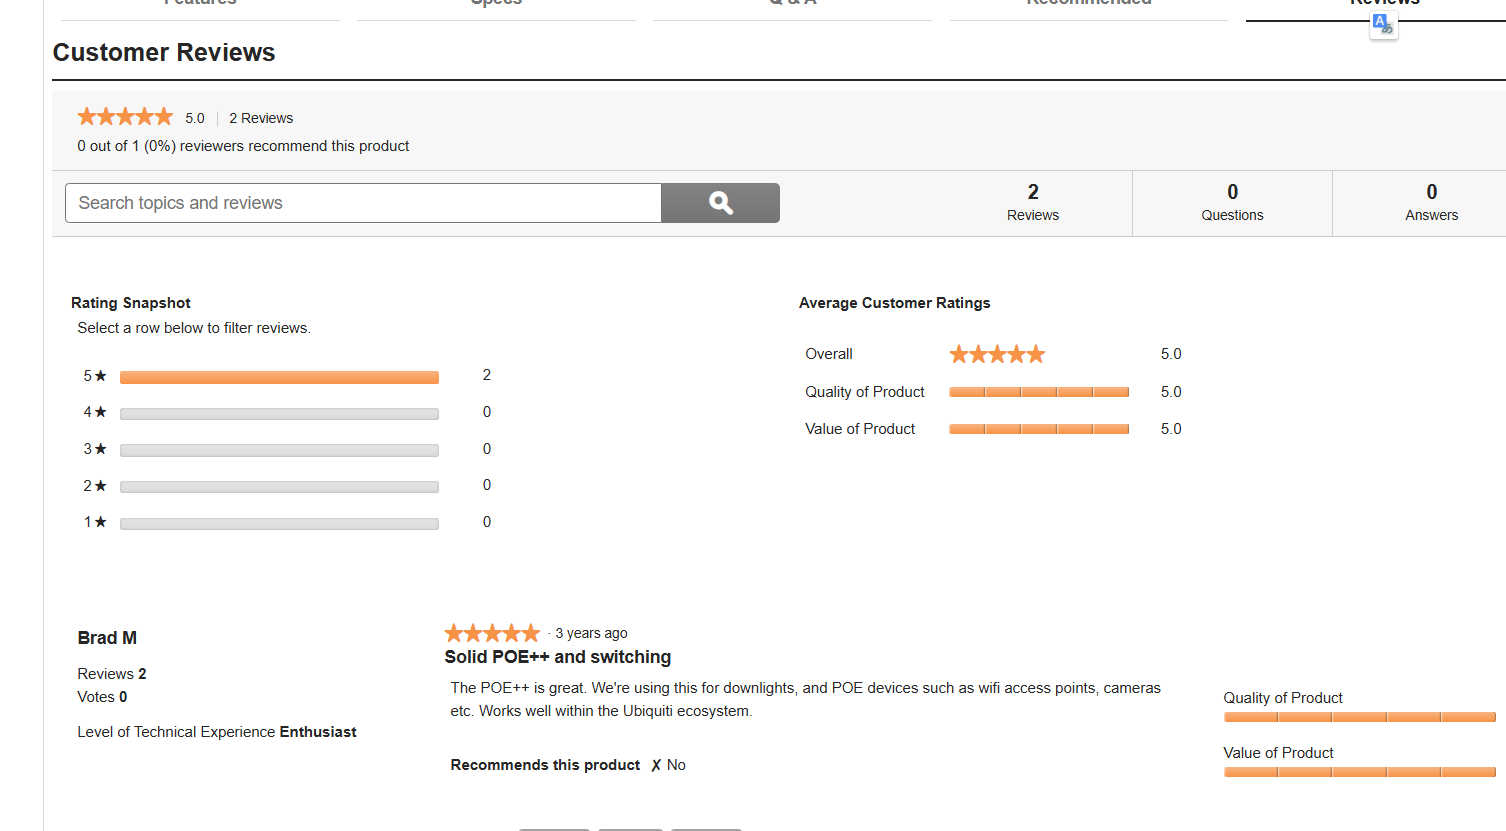 Features Specs Q & A Recommended Reviews
Customer Reviews
★★★★★ 5.0 2 Reviews
0 out of 1 (0%) reviewers recommend this product
Search topics and reviews
2 0 0
Reviews Questions Answers
Rating Snapshot
Select a row below to filter reviews.
5★ 2
4★ 0
3★ 0
2★ 0
1★ 0
Average Customer Ratings
Overall ★★★★★ 5.0
Quality of Product 5.0
Value of Product 5.0
Brad M
Reviews 2
Votes 0
Level of Technical Experience Enthusiast
★★★★★ · 3 years ago
Solid POE++ and switching
The POE++ is great. We're using this for downlights, and POE devices such as wifi access points, cameras
etc. Works well within the Ubiquiti ecosystem.
Recommends this product ✗ No
Quality of Product
Value of Product